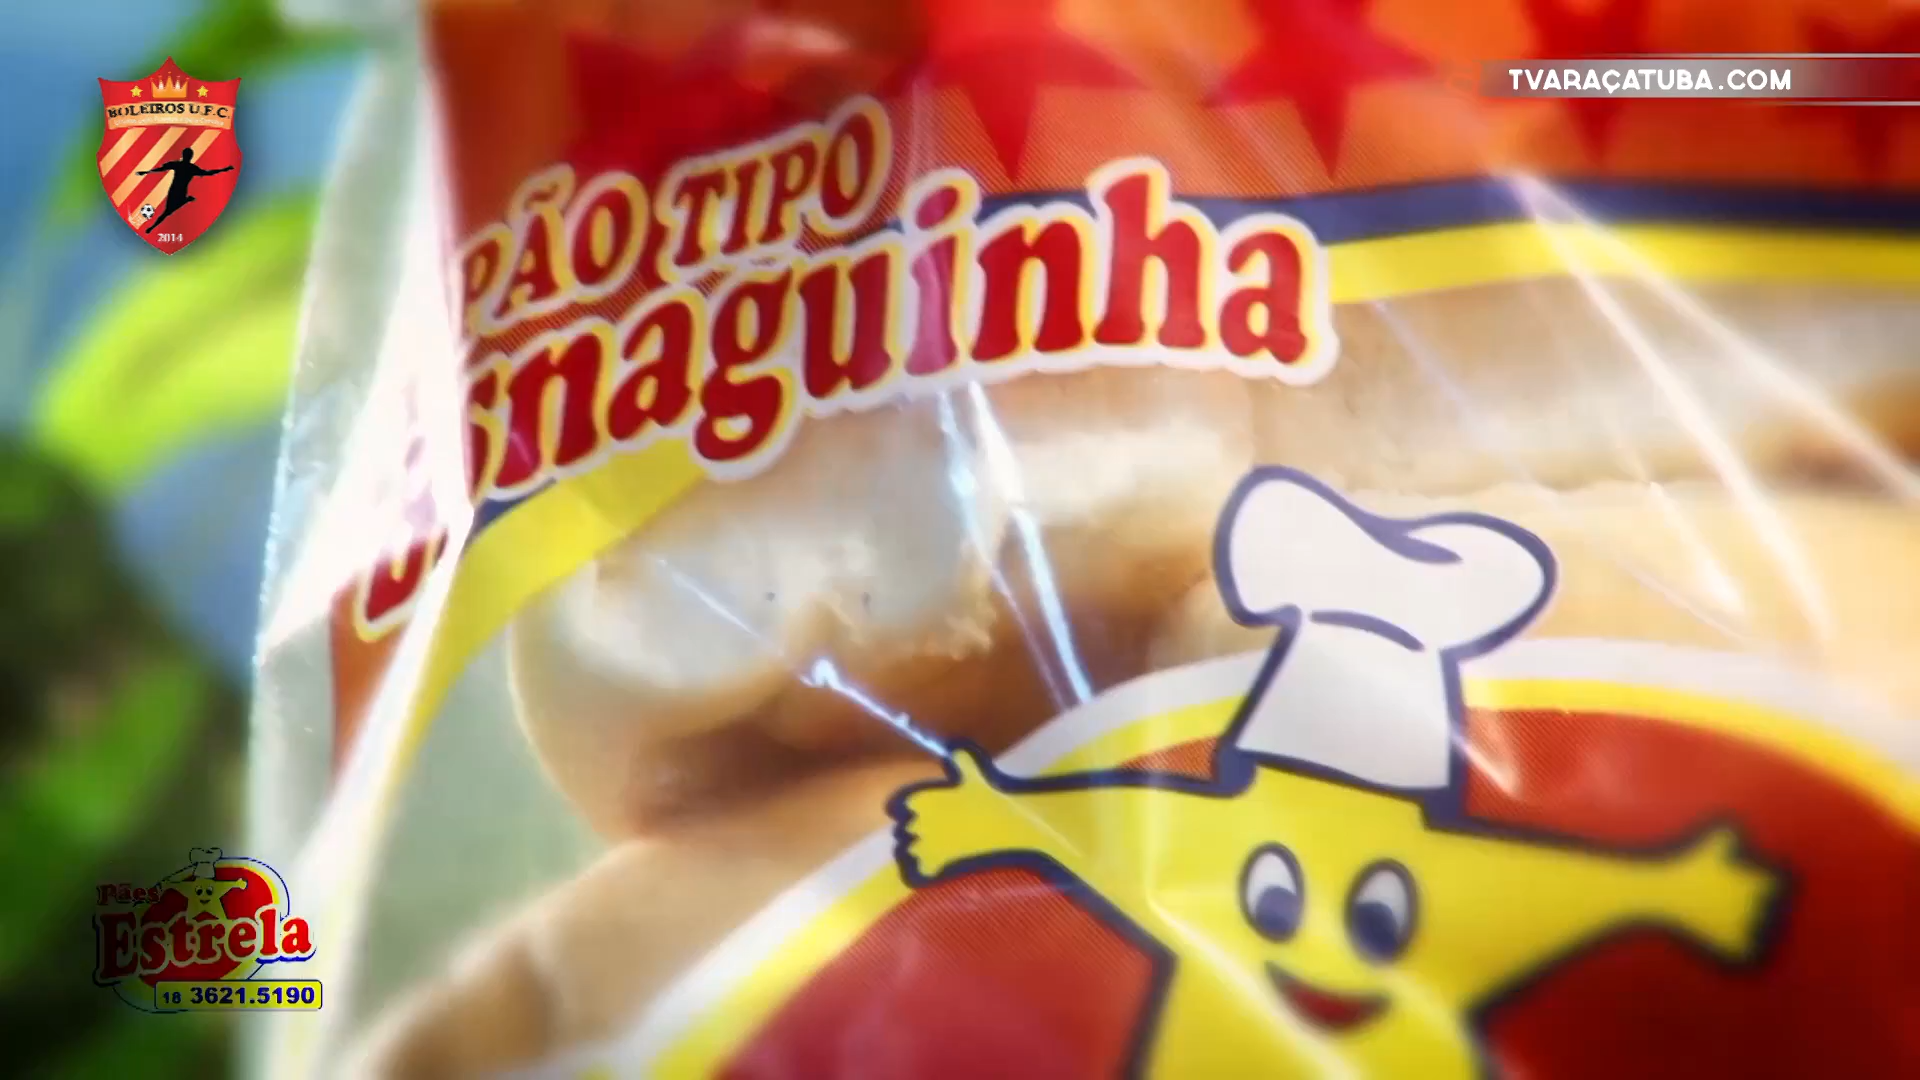 BOLEIROS U.F.C.
2014
TVARAÇATUBA.COM
PÃO TIPO
snaguinha
Pães
Estrela
18 3621.5190